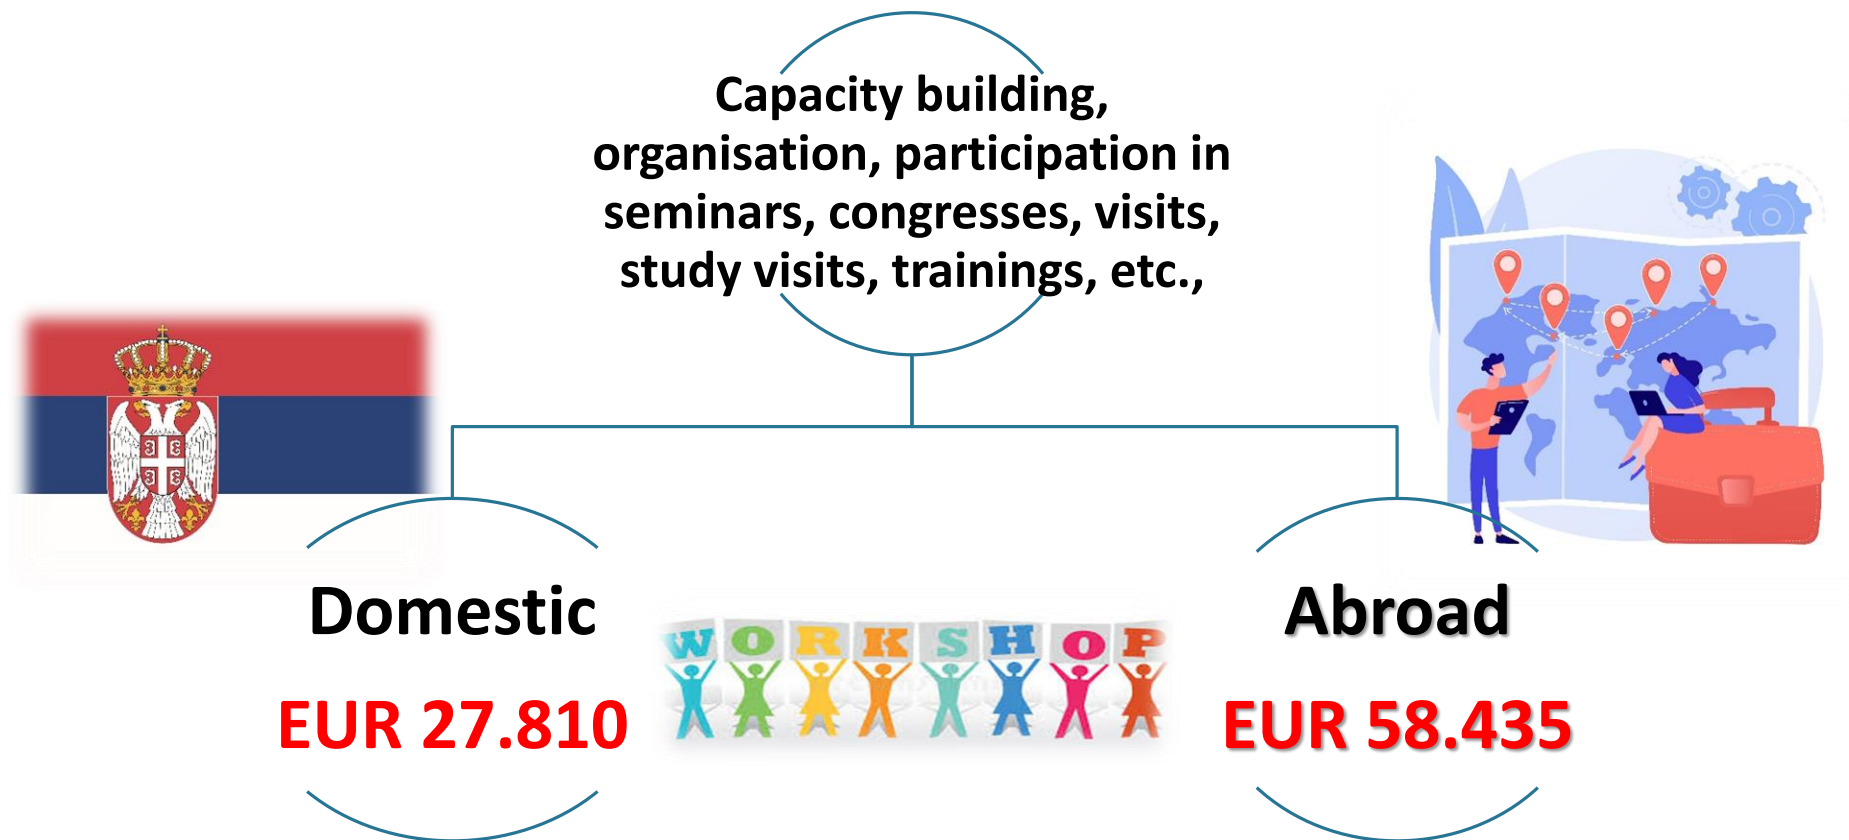 Capacity building,
organisation, participation in
seminars, congresses, visits,
study visits, trainings, etc.,
Domestic
EUR 27.810
WORKSHOP
Abroad
EUR 58.435